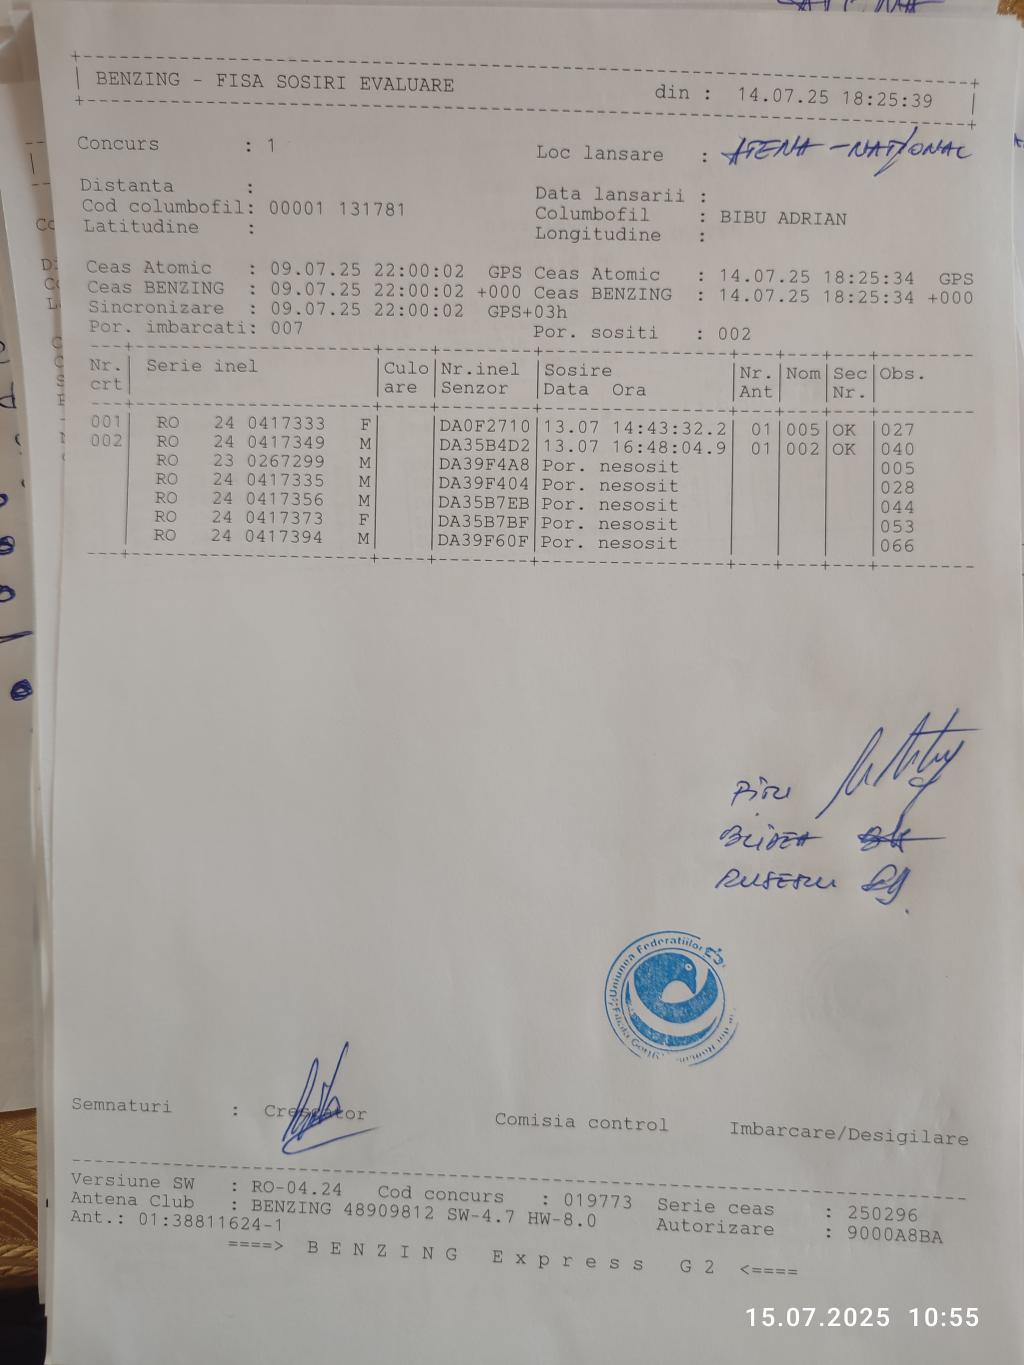 BENZING - FISA SOSIRI EVALUARE din : 14.07.25 18:25:39
Concurs : 1 Loc lansare : ATENA - NAȚIONAL
Distanta : Data lansarii :
Cod columbofil: 00001 131781 Columbofil : BIBU ADRIAN
Latitudine : Longitudine :
Ceas Atomic : 09.07.25 22:00:02 GPS Ceas Atomic : 14.07.25 18:25:34 GPS
Ceas BENZING : 09.07.25 22:00:02 +000 Ceas BENZING : 14.07.25 18:25:34 +000
Sincronizare : 09.07.25 22:00:02 GPS+03h
Por. imbarcati: 007 Por. sositi : 002
Nr. Serie inel Culo Nr.inel Sosire Nr. Nom Sec Obs.
crt are Senzor Data Ora Ant Nr.
001 RO 24 0417333 F DA0F2710 13.07 14:43:32.2 01 005 OK 027
002 RO 24 0417349 M DA35B4D2 13.07 16:48:04.9 01 002 OK 040
RO 23 0267299 M DA39F4A8 Por. nesosit 005
RO 24 0417335 M DA39F404 Por. nesosit 028
RO 24 0417356 M DA35B7EB Por. nesosit 044
RO 24 0417373 F DA35B7BF Por. nesosit 053
RO 24 0417394 M DA39F60F Por. nesosit 066
Uniunea Federatiilor
Filiala Gorj
Semnaturi : Crescator Comisia control Imbarcare/Desigilare
Versiune SW : RO-04.24 Cod concurs : 019773 Serie ceas : 250296
Antena Club : BENZING 48909812 SW-4.7 HW-8.0 Autorizare : 9000A8BA
Ant.: 01:38811624-1
====> B E N Z I N G E x p r e s s G 2 <====
15.07.2025 10:55